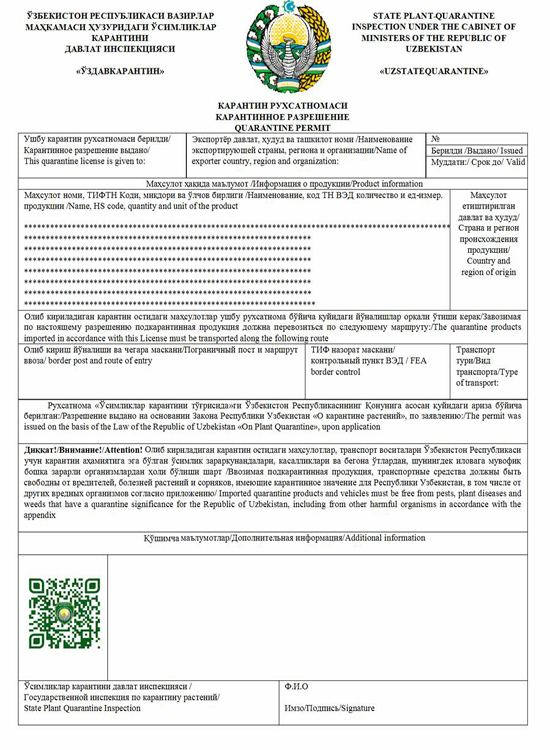 ЎЗБЕКИСТОН РЕСПУБЛИКАСИ ВАЗИРЛАР
МАҲКАМАСИ ҲУЗУРИДАГИ ЎСИМЛИКЛАР
КАРАНТИНИ
ДАВЛАТ ИНСПЕКЦИЯСИ
«ЎЗДАВКАРАНТИН»
STATE PLANT-QUARANTINE
INSPECTION UNDER THE CABINET OF
MINISTERS OF THE REPUBLIC OF
UZBEKISTAN
«UZSTATEQUARANTINE»
КАРАНТИН РУХСАТНОМАСИ
КАРАНТИННОЕ РАЗРЕШЕНИЕ
QUARANTINE PERMIT
Ушбу карантин рухсатномаси берилди/
Карантинное разрешение выдано/
This quarantine license is given to:
Экспортёр давлат, ҳудуд ва ташкилот номи /Наименование
экспортирующей страны, региона и организации/Name of
exporter country, region and organization:
№
Берилди /Выдано/ Issued
Муддати:/ Срок до/ Valid
Маҳсулот ҳақида маълумот /Информация о продукции/Product information
Маҳсулот номи, ТИФТН Коди, миқдори ва ўлчов бирлиги /Наименование, код ТН ВЭД количество и ед-измер.
продукции /Name, HS code, quantity and unit of the product
Маҳсулот
етиштирилган
давлат ва ҳудуд/
Страна и регион
происхождения
продукции/
Country and
region of origin
Олиб кириладиган карантин остидаги маҳсулотлар ушбу рухсатнома бўйича қуйидаги йўналишлар орқали ўтиши керак/Завозимая
по настоящему разрешению подкарантинная продукция должна перевозиться по следующему маршруту:/The quarantine products
imported in accordance with this License must be transported along the following route
Олиб кириш йўналиши ва чегара маскани/Пограничный пост и маршрут
ввоза/ border post and route of entry
ТИФ назорат маскани/
контрольный пункт ВЭД / FEA
border control
Транспорт
тури/Вид
транспорта/Type
of transport:
Рухсатнома «Ўсимликлар карантини тўғрисида»ги Ўзбекистон Республикасининг Қонунига асосан қуйидаги ариза бўйича
берилган:/Разрешение выдано на основании Закона Республики Узбекистан «О карантине растений», по заявлению:/The permit was
issued on the basis of the Law of the Republic of Uzbekistan «On Plant Quarantine», upon application
Диққат!/Внимание!/Attention! Олиб кириладиган карантин остидаги маҳсулотлар, транспорт воситалари Ўзбекистон Республикаси
учун карантин аҳамиятига эга бўлган ўсимлик зараркунандалари, касалликлари ва бегона ўтлардан, шунингдек иловага мувофиқ
бошқа зарарли организмлардан ҳоли бўлиши шарт /Ввозимая подкарантинная продукция, транспортные средства должны быть
свободны от вредителей, болезней растений и сорняков, имеющие карантинное значение для Республики Узбекистан, в том числе от
других вредных организмов согласно приложению/ Imported quarantine products and vehicles must be free from pests, plant diseases and
weeds that have a quarantine significance for the Republic of Uzbekistan, including from other harmful organisms in accordance with the
appendix
Қўшимча маълумотлар/Дополнительная информация/Additional information
Ўсимликлар карантини давлат инспекцияси /
Государственной инспекция по карантину растений/
State Plant Quarantine Inspection
Ф.И.О
Имзо/Подпись/Signature